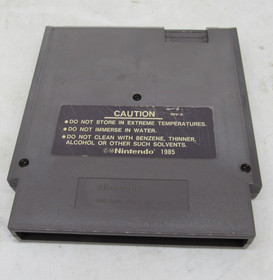 CAUTION
REV-A
●DO NOT STORE IN EXTREME TEMPERATURES.
●DO NOT IMMERSE IN WATER.
●DO NOT CLEAN WITH BENZENE, THINNER,
ALCOHOL OR OTHER SUCH SOLVENTS.
©®Nintendo 1985